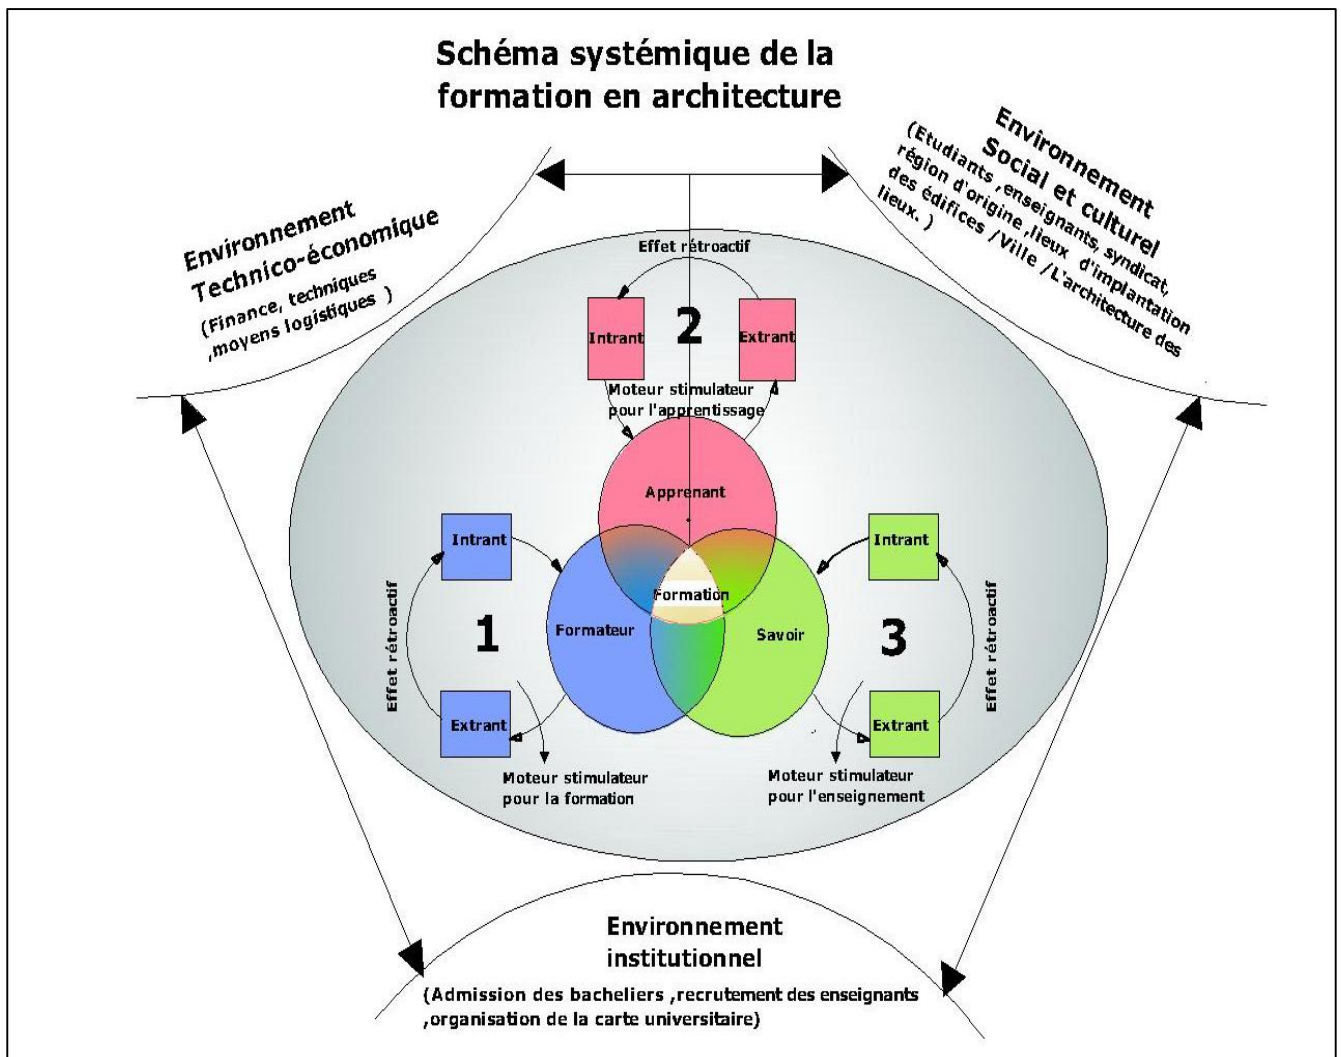 Schéma systémique de la
formation en architecture
Environnement
Technico-économique
(Finance, techniques
,moyens logistiques )
Environnement
Social et culturel
(Etudiants ,enseignants, syndicat,
région d'origine ,lieux d'implantation
des édifices /Ville /L'architecture des
lieux. )
Effet rétroactif
Intrant
2
Extrant
Moteur stimulateur
pour l'apprentissage
Apprenant
Intrant
Effet rétroactif
1
Extrant
Formateur
Formation
Savoir
Intrant
3
Effet rétroactif
Extrant
Moteur stimulateur
pour la formation
Moteur stimulateur
pour l'enseignement
Environnement
institutionnel
(Admission des bacheliers ,recrutement des enseignants
,organisation de la carte universitaire)